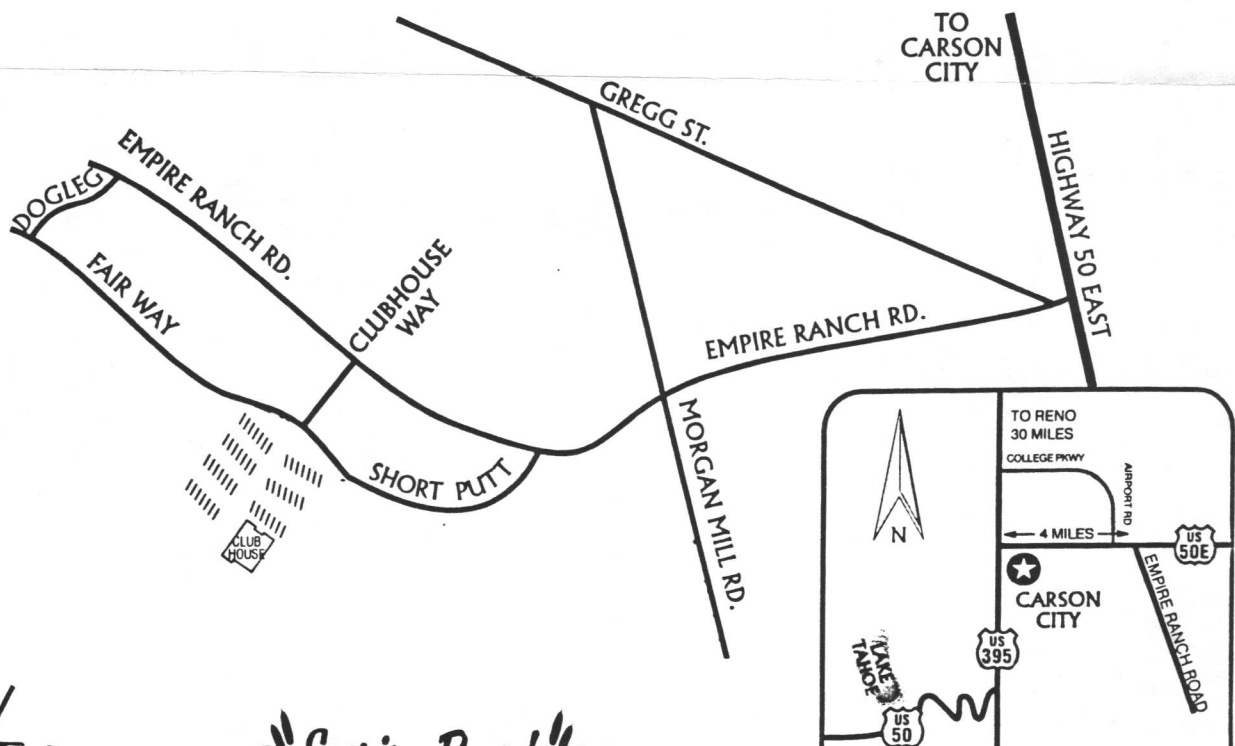 TO
CARSON
CITY
GREGG ST.
HIGHWAY 50 EAST
EMPIRE RANCH RD.
DOGLEG
FAIR WAY
CLUBHOUSE
WAY
EMPIRE RANCH RD.
SHORT PUTT
MORGAN MILL RD.
CLUB
HOUSE
TO RENO
30 MILES
COLLEGE PKWY
AIRPORT RD
N
4 MILES
US
50E
CARSON
CITY
EMPIRE RANCH ROAD
US
395
LAKE
TAHOE
US
50